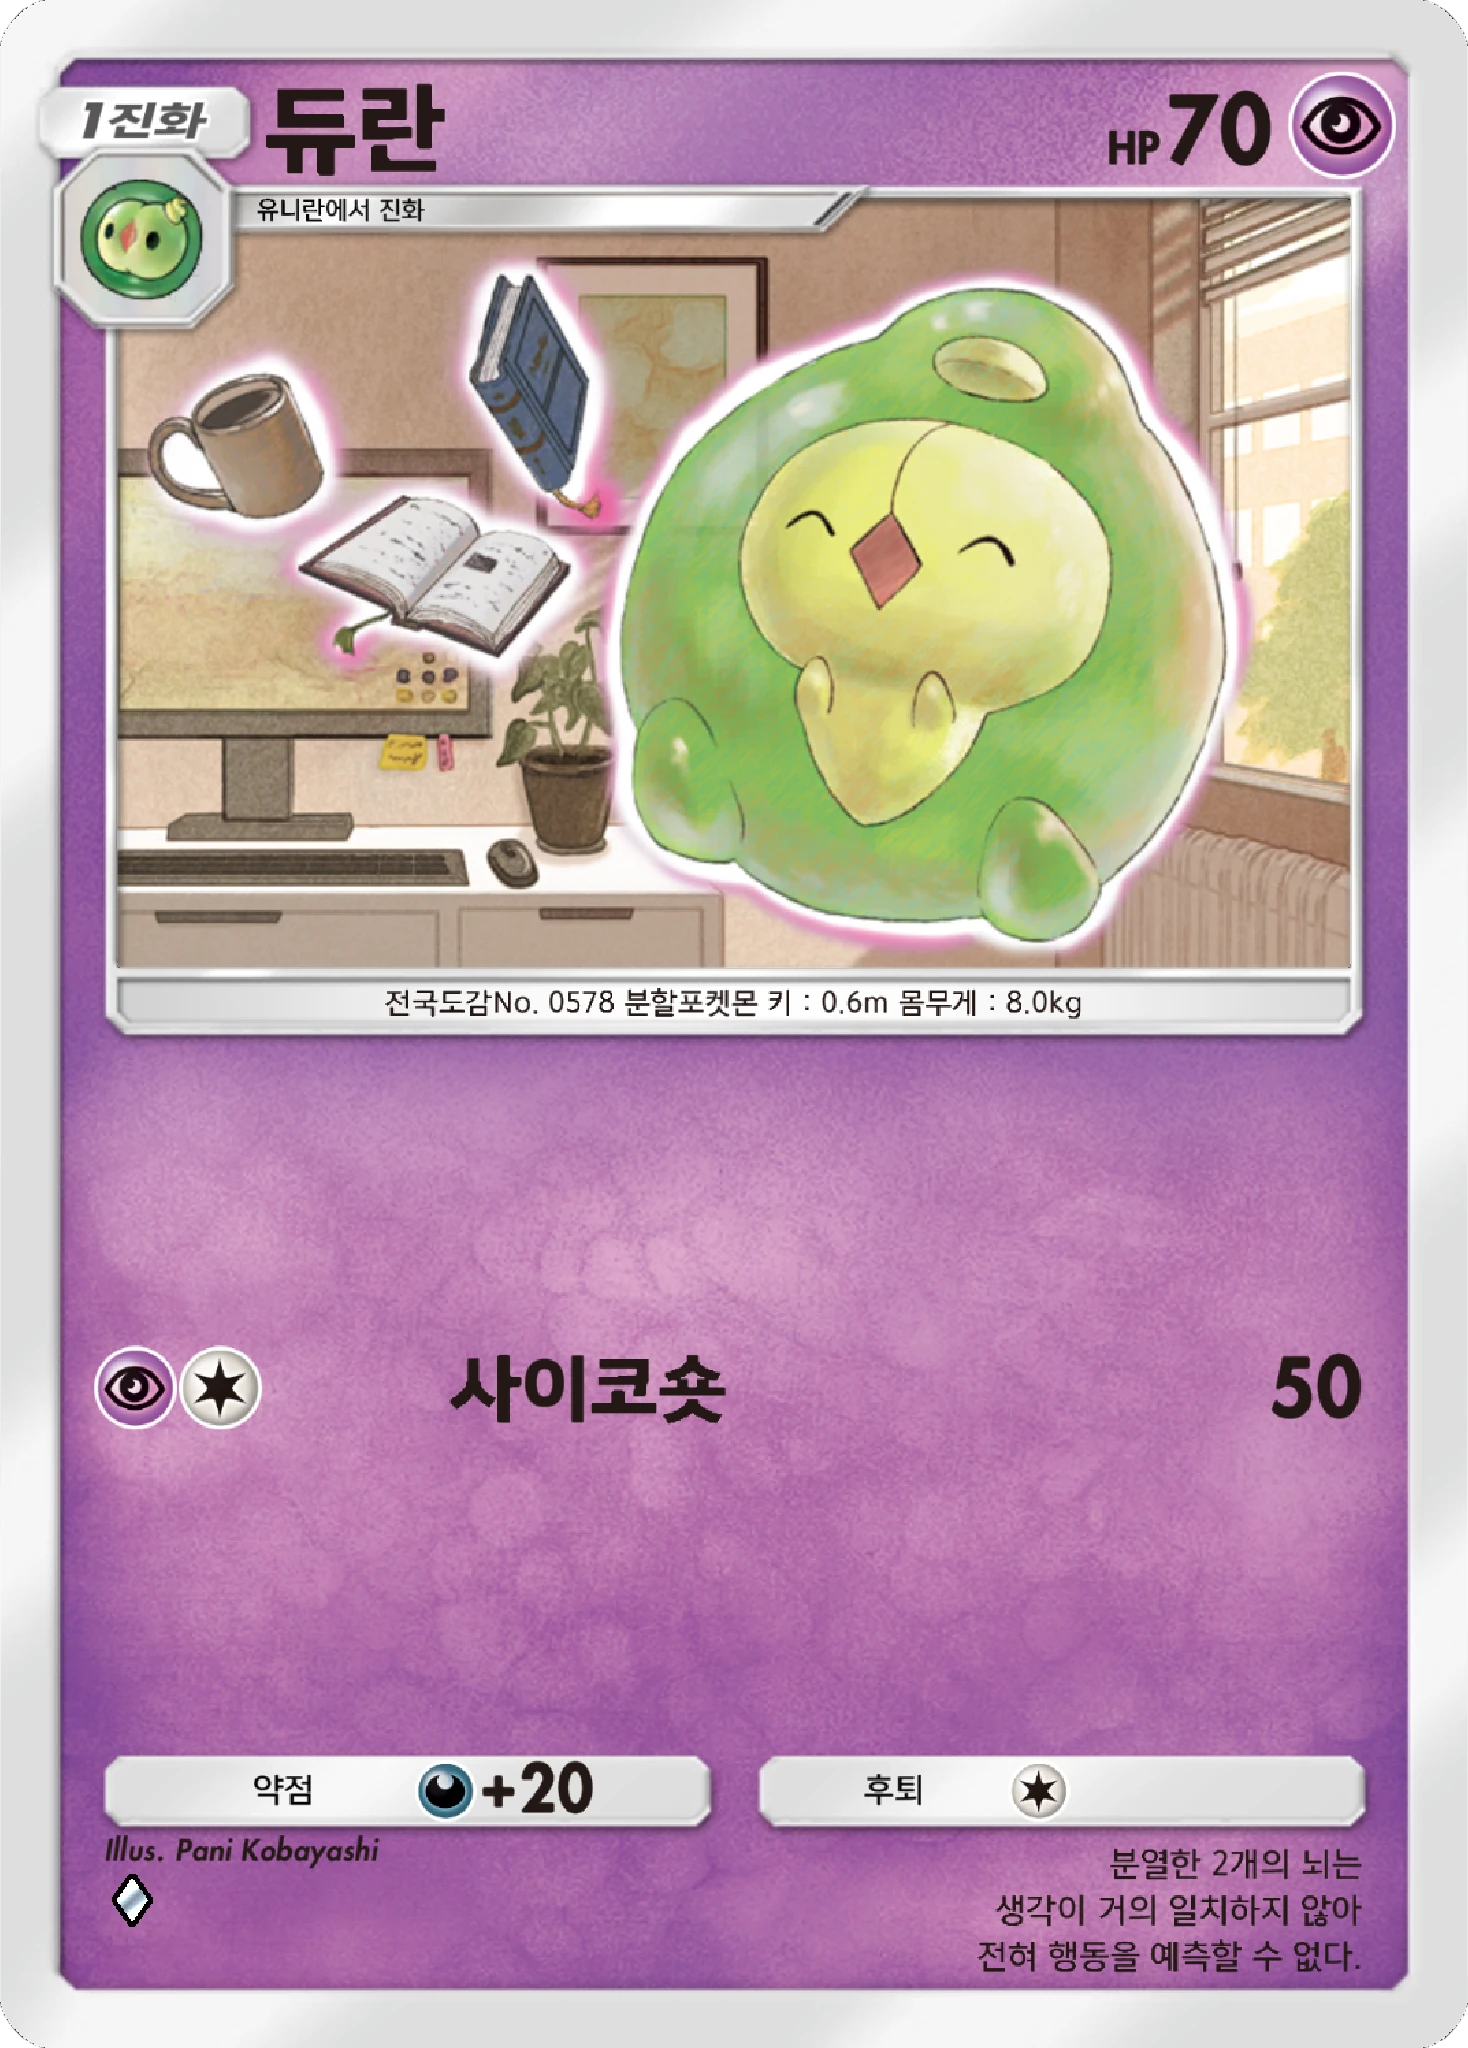 1진화
듀란
HP 70
유니란에서 진화
전국도감No. 0578 분할포켓몬 키 : 0.6m 몸무게 : 8.0kg
사이코숏 50
약점 +20
후퇴
Illus. Pani Kobayashi
분열한 2개의 뇌는
생각이 거의 일치하지 않아
전혀 행동을 예측할 수 없다.